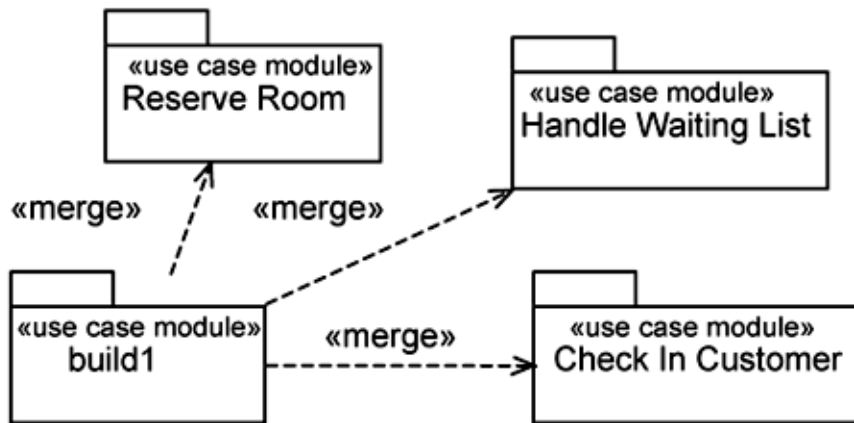 «use case module»
Reserve Room
«use case module»
Handle Waiting List
«merge»
«merge»
«use case module»
build1
«merge»
«use case module»
Check In Customer